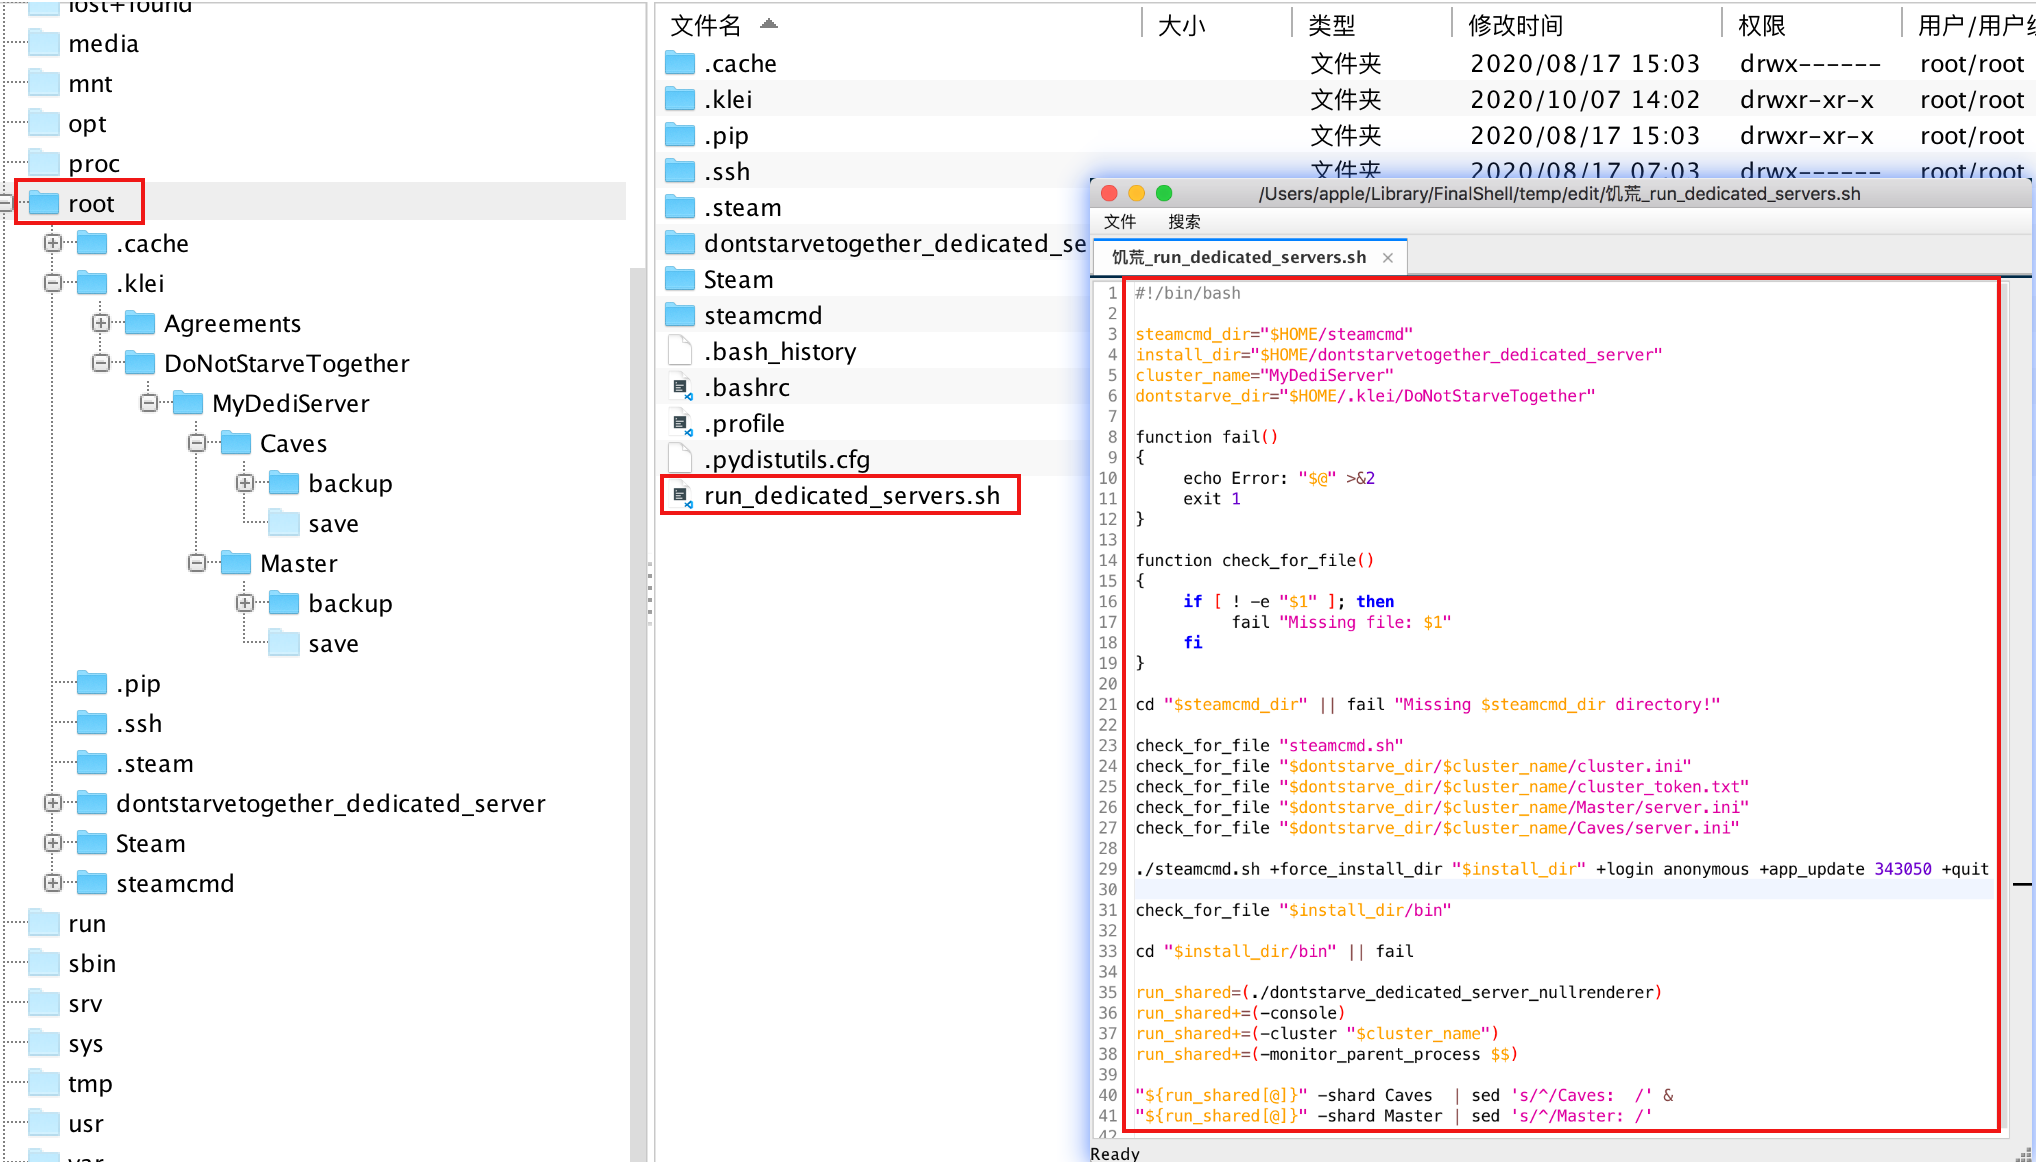 lost+found
media
mnt
opt
proc
root
.cache
.klei
Agreements
DoNotStarveTogether
MyDediServer
Caves
backup
save
Master
backup
save
.pip
.ssh
.steam
dontstarvetogether_dedicated_server
Steam
steamcmd
run
sbin
srv
sys
tmp
usr
var
文件名 大小 类型 修改时间 权限 用户/用户组
.cache 文件夹 2020/08/17 15:03 drwx------ root/root
.klei 文件夹 2020/10/07 14:02 drwxr-xr-x root/root
.pip 文件夹 2020/08/17 15:03 drwxr-xr-x root/root
.ssh 文件夹 2020/08/17 07:03 drwx------ root/root
.steam
dontstarvetogether_dedicated_se
Steam
steamcmd
.bash_history
.bashrc
.profile
.pydistutils.cfg
run_dedicated_servers.sh
/Users/apple/Library/FinalShell/temp/edit/饥荒_run_dedicated_servers.sh
文件 搜索
饥荒_run_dedicated_servers.sh ×
1 #!/bin/bash
2
3 steamcmd_dir="$HOME/steamcmd"
4 install_dir="$HOME/dontstarvetogether_dedicated_server"
5 cluster_name="MyDediServer"
6 dontstarve_dir="$HOME/.klei/DoNotStarveTogether"
7
8 function fail()
9 {
10 echo Error: "$@" >&2
11 exit 1
12 }
13
14 function check_for_file()
15 {
16 if [ ! -e "$1" ]; then
17 fail "Missing file: $1"
18 fi
19 }
20
21 cd "$steamcmd_dir" || fail "Missing $steamcmd_dir directory!"
22
23 check_for_file "steamcmd.sh"
24 check_for_file "$dontstarve_dir/$cluster_name/cluster.ini"
25 check_for_file "$dontstarve_dir/$cluster_name/cluster_token.txt"
26 check_for_file "$dontstarve_dir/$cluster_name/Master/server.ini"
27 check_for_file "$dontstarve_dir/$cluster_name/Caves/server.ini"
28
29 ./steamcmd.sh +force_install_dir "$install_dir" +login anonymous +app_update 343050 +quit
30
31 check_for_file "$install_dir/bin"
32
33 cd "$install_dir/bin" || fail
34
35 run_shared=(./dontstarve_dedicated_server_nullrenderer)
36 run_shared+=(-console)
37 run_shared+=(-cluster "$cluster_name")
38 run_shared+=(-monitor_parent_process $$)
39
40 "${run_shared[@]}" -shard Caves | sed 's/^/Caves: /' &
41 "${run_shared[@]}" -shard Master | sed 's/^/Master: /'
42
Ready